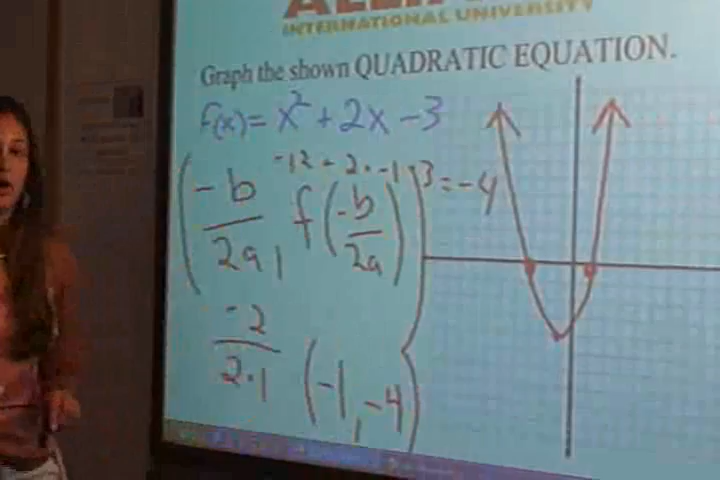 INTERNATIONAL UNIVERSITY
Graph the shown QUADRATIC EQUATION.
f(x) = x² + 2x - 3
-1² + 2 · -1 - 3 = -4
(-b/2a, f(-b/2a))
-2/2·1
(-1, -4)